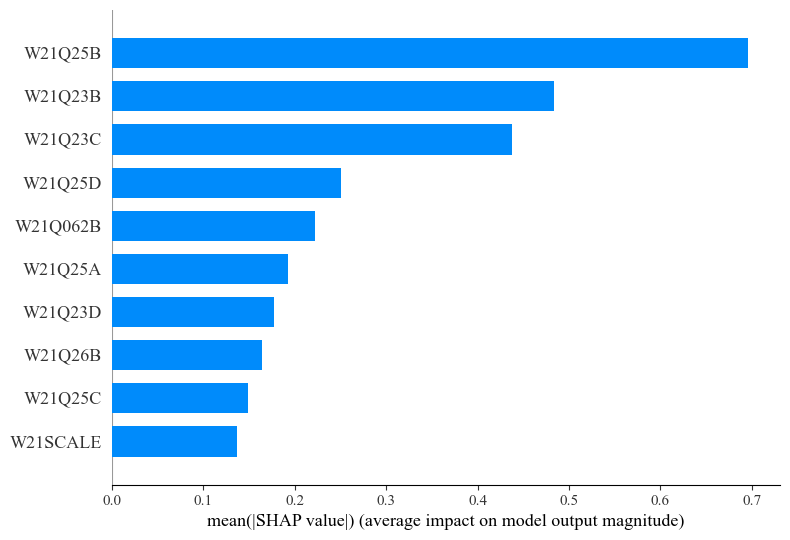 W21Q25B
W21Q23B
W21Q23C
W21Q25D
W21Q062B
W21Q25A
W21Q23D
W21Q26B
W21Q25C
W21SCALE
0.0 0.1 0.2 0.3 0.4 0.5 0.6 0.7
mean(|SHAP value|) (average impact on model output magnitude)